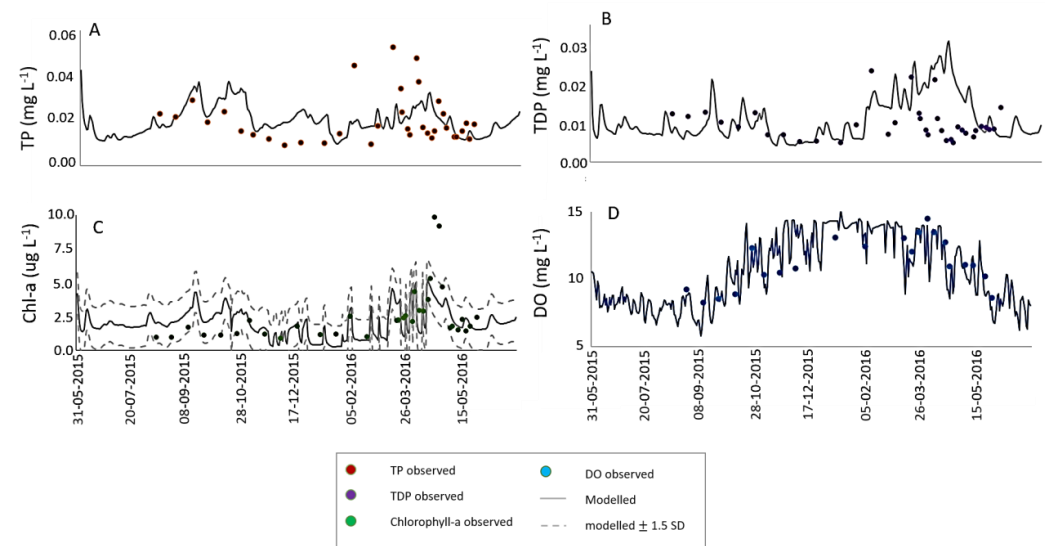 A
TP (mg L-1)
0.06
0.04
0.02
0.00
B
TDP (mg L-1)
0.03
0.02
0.01
0.00
C
Chl-a (ug L-1)
10.0
7.5
5.0
2.5
0.0
31-05-2015
20-07-2015
08-09-2015
28-10-2015
17-12-2015
05-02-2016
26-03-2016
15-05-2016
D
DO (mg L-1)
15
10
5
31-05-2015
20-07-2015
08-09-2015
28-10-2015
17-12-2015
05-02-2016
26-03-2016
15-05-2016
TP observed
TDP observed
Chlorophyll-a observed
DO observed
Modelled
modelled ± 1.5 SD